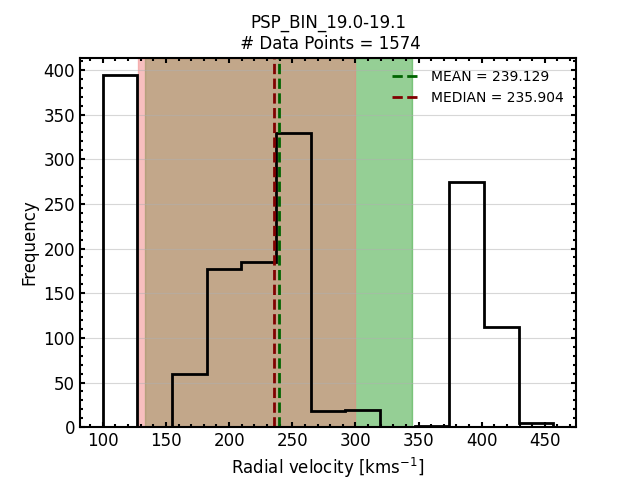 PSP_BIN_19.0-19.1
# Data Points = 1574
MEAN = 239.129
MEDIAN = 235.904
Frequency
400
350
300
250
200
150
100
50
0
100 150 200 250 300 350 400 450
Radial velocity [kms⁻¹]